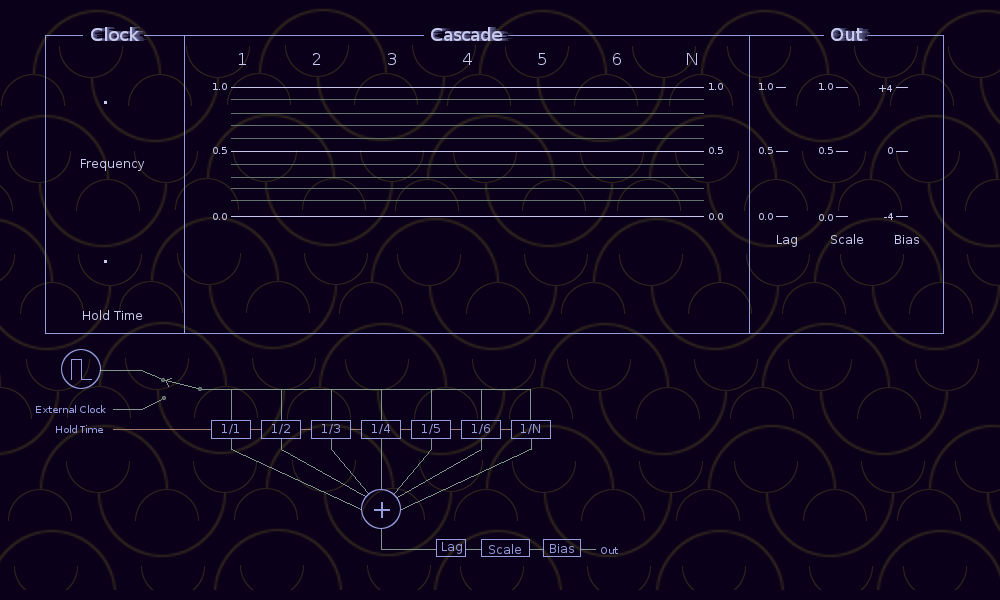 Clock Cascade Out
1 2 3 4 5 6 N
1.0 1.0 1.0 1.0 +4
Frequency
0.5 0.5 0.5 0.5 0
0.0 0.0 0.0 0.0 -4
Lag Scale Bias
Hold Time
External Clock
Hold Time 1/1 1/2 1/3 1/4 1/5 1/6 1/N
+
Lag Scale Bias Out